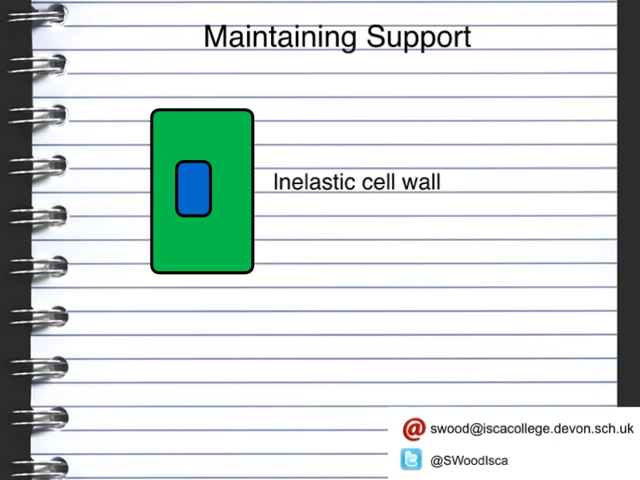 Maintaining Support
Inelastic cell wall
@ swood@iscacollege.devon.sch.uk
@SWoodIsca